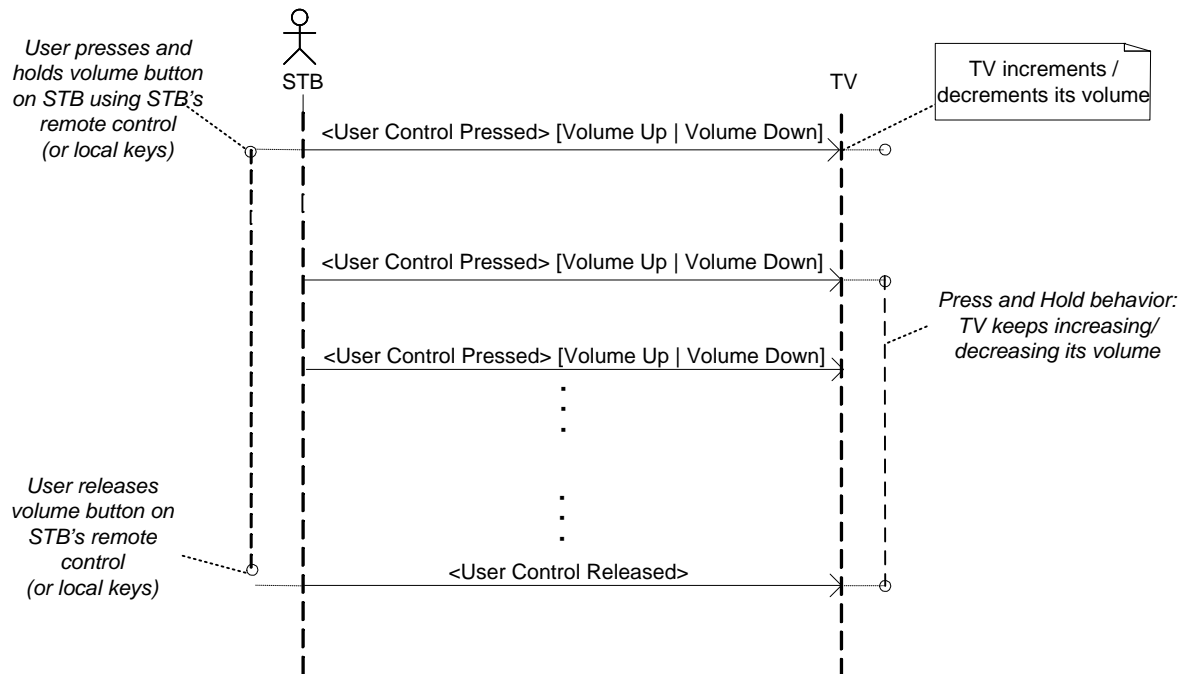 User presses and
holds volume button
on STB using STB's
remote control
(or local keys)
STB
TV
TV increments /
decrements its volume
<User Control Pressed> [Volume Up | Volume Down]
<User Control Pressed> [Volume Up | Volume Down]
Press and Hold behavior:
TV keeps increasing/
decreasing its volume
<User Control Pressed> [Volume Up | Volume Down]
User releases
volume button on
STB's remote
control
(or local keys)
<User Control Released>